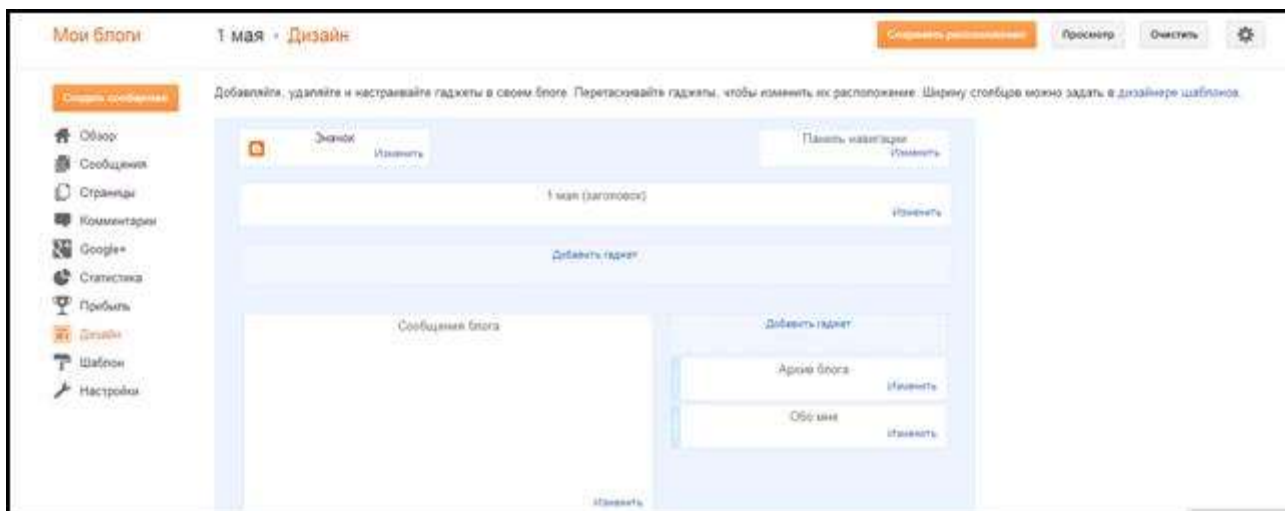 Мои блоги
1 мая · Дизайн
Сохранить расположение
Просмотр
Очистить
Создать сообщение
Добавляйте, удаляйте и настраивайте гаджеты в своем блоге. Перетаскивайте гаджеты, чтобы изменить их расположение. Ширину столбцов можно задать в дизайнере шаблонов.
Обзор
Сообщения
Страницы
Комментарии
Google+
Статистика
Прибыль
Дизайн
Шаблон
Настройки
Значок
Изменить
Панель навигации
Изменить
1 мая (заголовок)
Изменить
Добавить гаджет
Сообщения блога
Изменить
Добавить гаджет
Архив блога
Изменить
Обо мне
Изменить